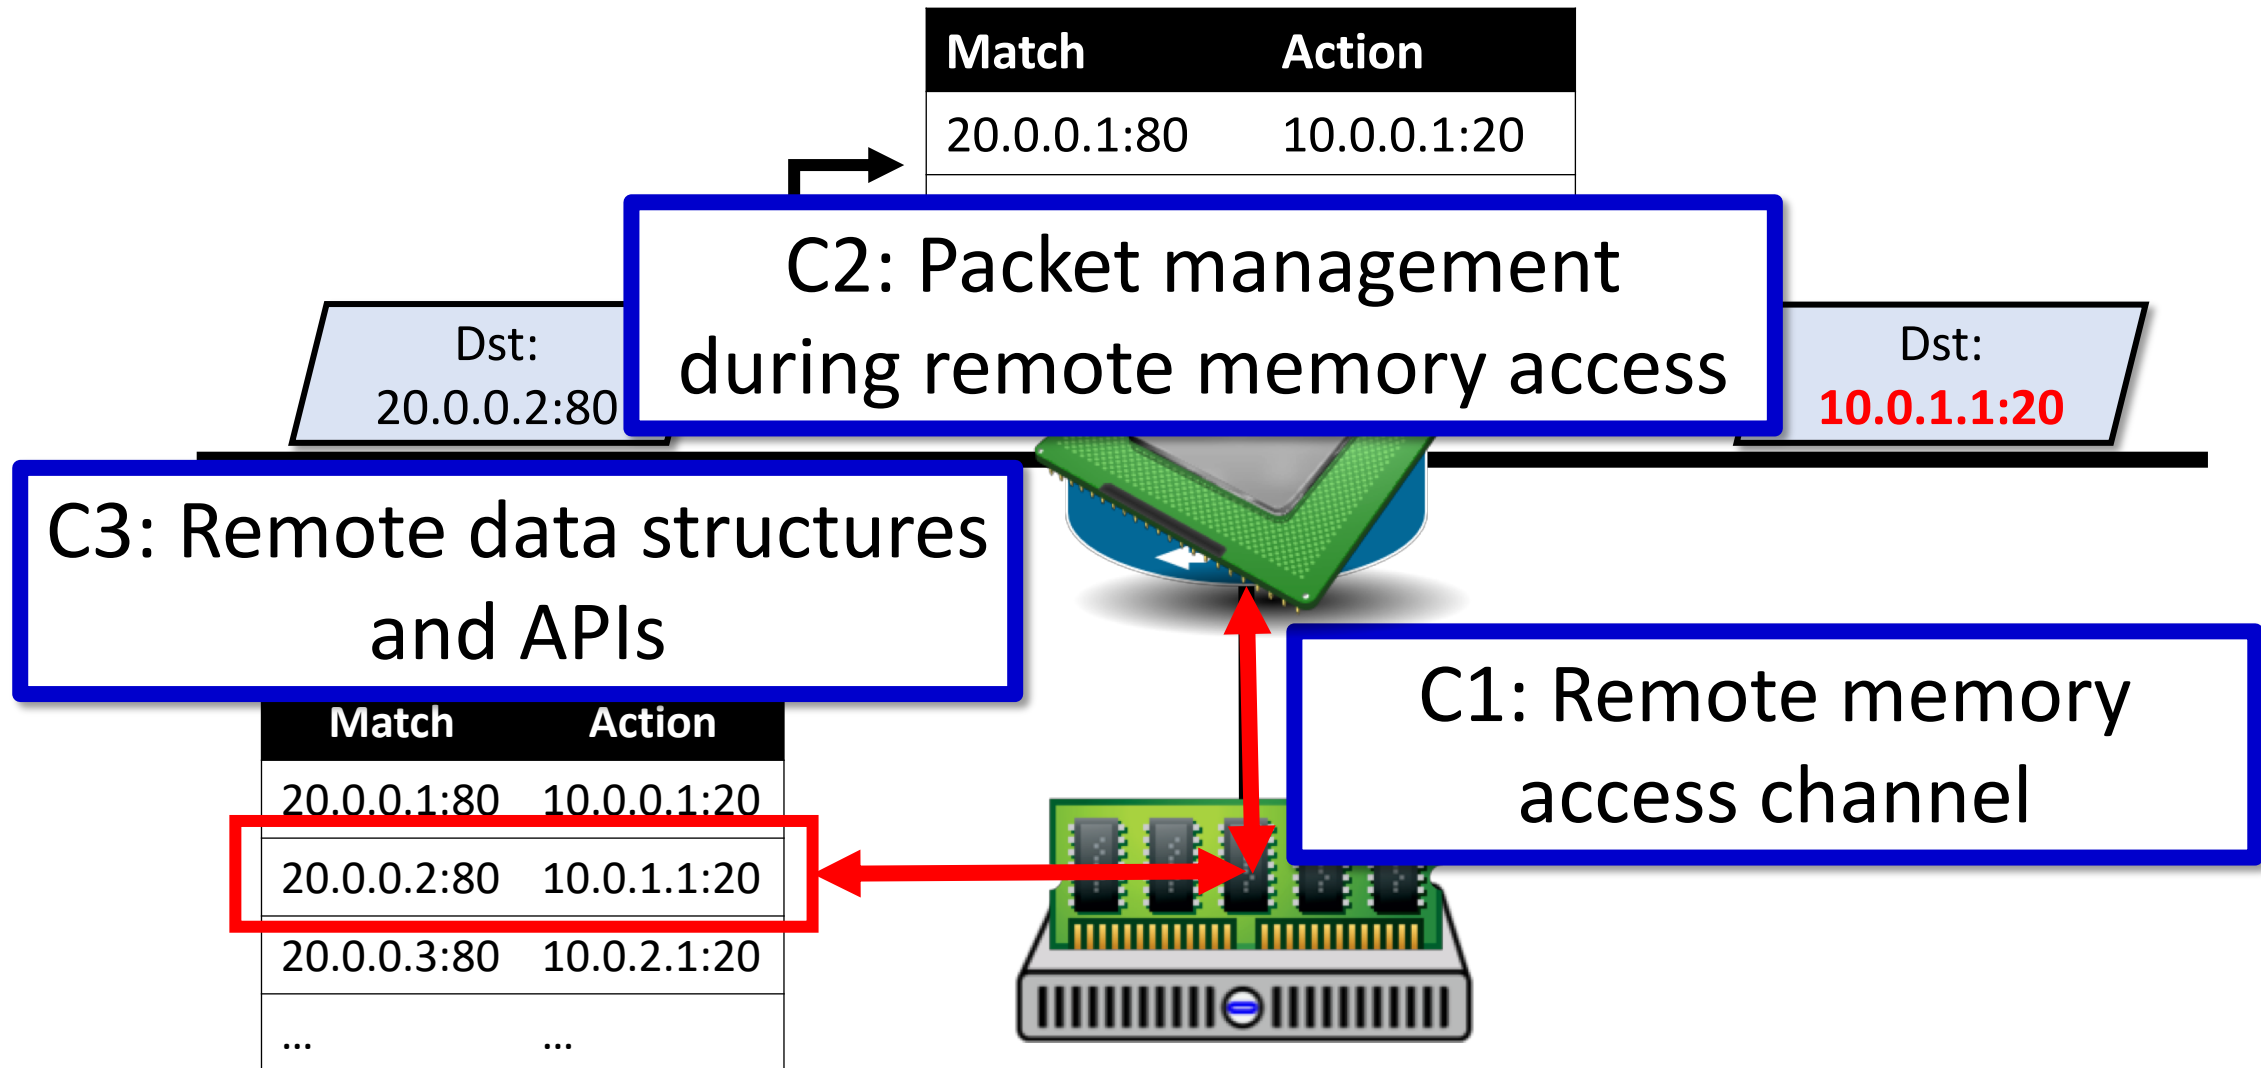 Match Action
20.0.0.1:80 10.0.0.1:20
C2: Packet management
during remote memory access
Dst:
20.0.0.2:80
Dst:
10.0.1.1:20
C3: Remote data structures
and APIs
C1: Remote memory
access channel
Match Action
20.0.0.1:80 10.0.0.1:20
20.0.0.2:80 10.0.1.1:20
20.0.0.3:80 10.0.2.1:20
... ...